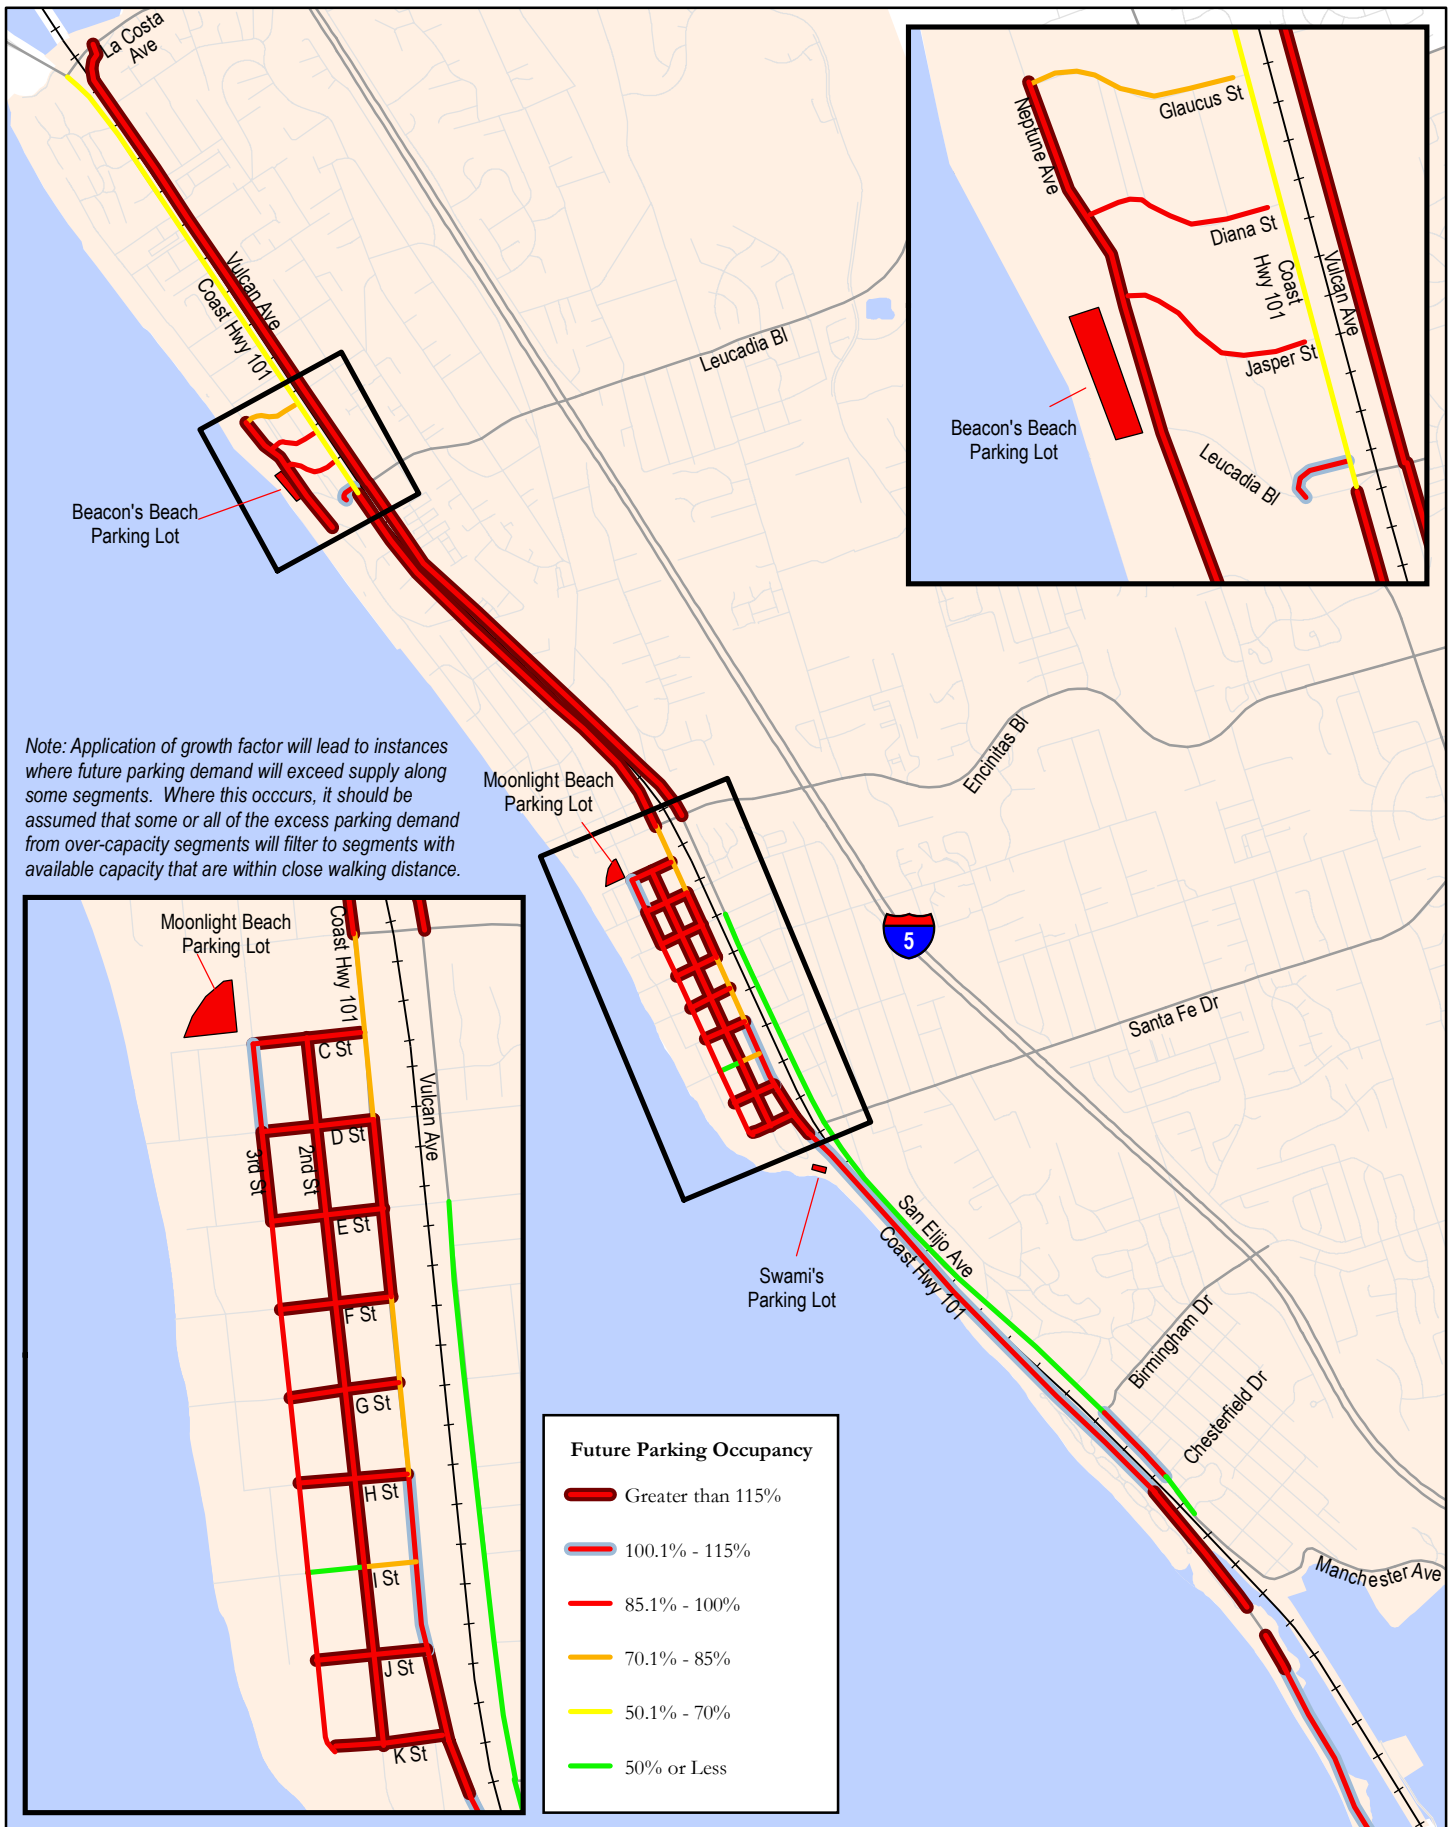 La Costa
Ave
Vulcan Ave
Coast Hwy 101
Leucadia Bl
Beacon's Beach
Parking Lot
Neptune Ave
Glaucus St
Diana St
Coast
Hwy 101
Vulcan Ave
Jasper St
Beacon's Beach
Parking Lot
Leucadia Bl
Note: Application of growth factor will lead to instances
where future parking demand will exceed supply along
some segments. Where this occcurs, it should be
assumed that some or all of the excess parking demand
from over-capacity segments will filter to segments with
available capacity that are within close walking distance.
Moonlight Beach
Parking Lot
Encinitas Bl
5
Santa Fe Dr
San Elijo Ave
Coast Hwy 101
Swami's
Parking Lot
Birmingham Dr
Chesterfield Dr
Manchester Ave
Moonlight Beach
Parking Lot
Coast Hwy 101
C St
Vulcan Ave
D St
3rd St
2nd St
E St
F St
G St
H St
I St
J St
K St
Future Parking Occupancy
Greater than 115%
100.1% - 115%
85.1% - 100%
70.1% - 85%
50.1% - 70%
50% or Less